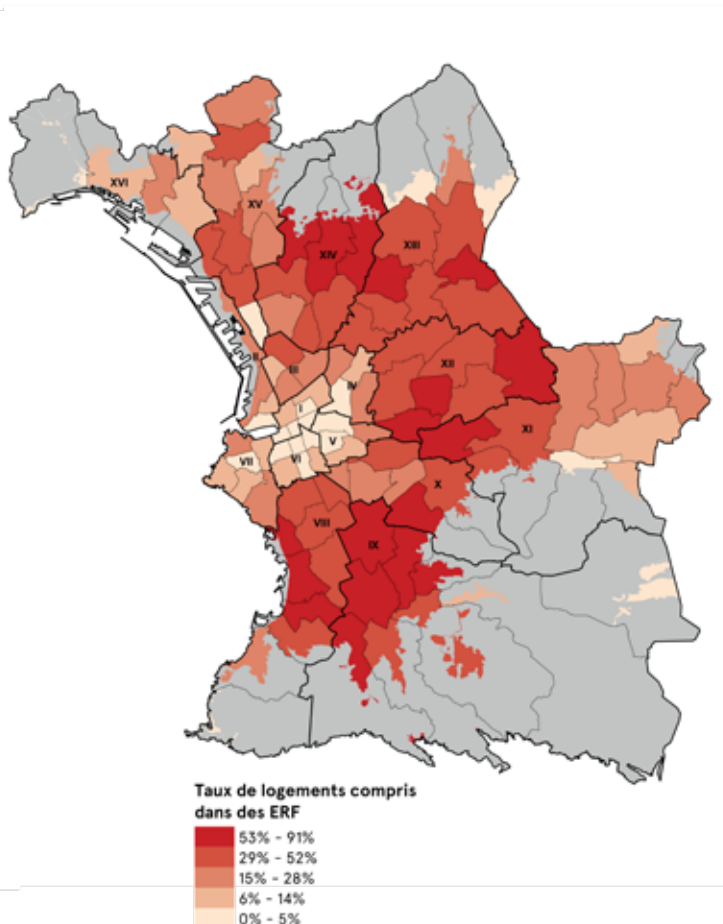 XVI
XV
XIV
XIII
II
III
XII
IV
I
XI
V
VII
VI
X
VIII
IX
Taux de logements compris
dans des ERF
53% - 91%
29% - 52%
15% - 28%
6% - 14%
0% - 5%